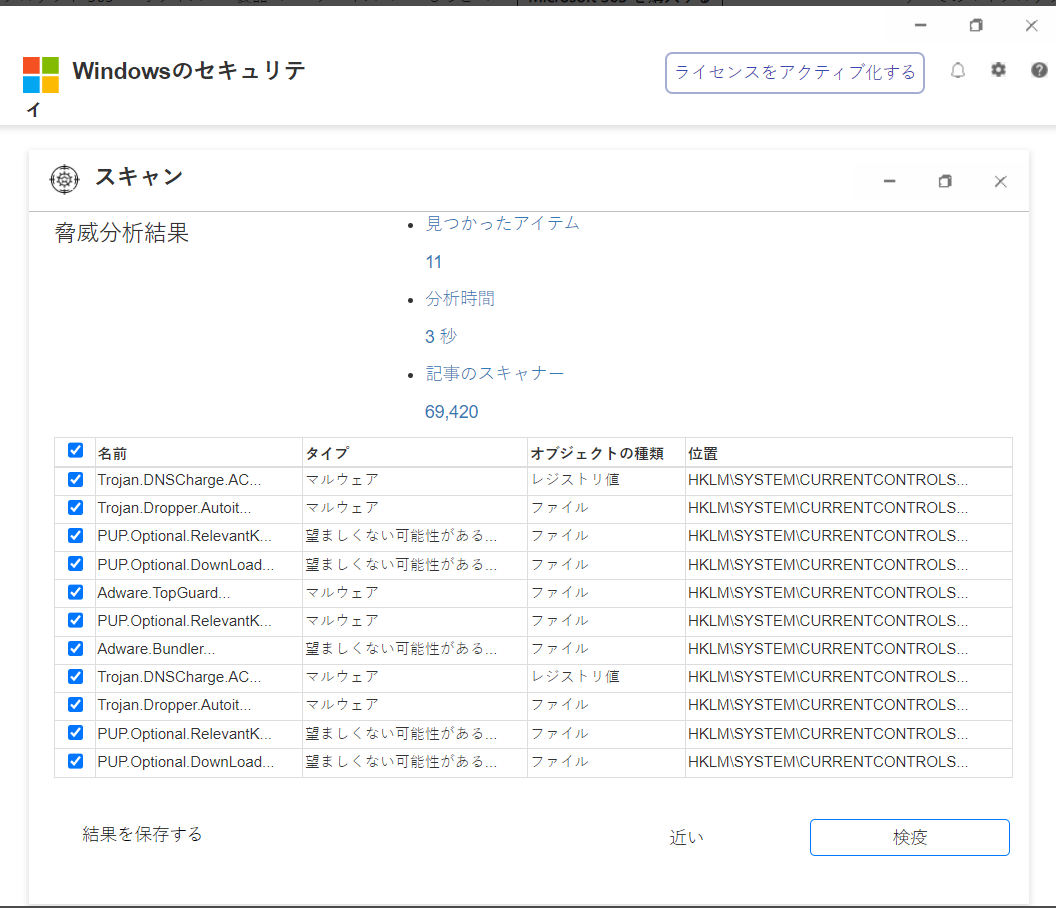 Microsoft 365 を購入する
Windowsのセキュリテ
ィ
ライセンスをアクティブ化する
スキャン
脅威分析結果
見つかったアイテム
11
分析時間
3 秒
記事のスキャナー
69,420
名前 タイプ オブジェクトの種類 位置
Trojan.DNSCharge.AC... マルウェア レジストリ値 HKLM\SYSTEM\CURRENTCONTROLS...
Trojan.Dropper.Autoit... マルウェア ファイル HKLM\SYSTEM\CURRENTCONTROLS...
PUP.Optional.RelevantK... 望ましくない可能性がある... ファイル HKLM\SYSTEM\CURRENTCONTROLS...
PUP.Optional.DownLoad... 望ましくない可能性がある... ファイル HKLM\SYSTEM\CURRENTCONTROLS...
Adware.TopGuard... マルウェア ファイル HKLM\SYSTEM\CURRENTCONTROLS...
PUP.Optional.RelevantK... マルウェア ファイル HKLM\SYSTEM\CURRENTCONTROLS...
Adware.Bundler... 望ましくない可能性がある... ファイル HKLM\SYSTEM\CURRENTCONTROLS...
Trojan.DNSCharge.AC... マルウェア レジストリ値 HKLM\SYSTEM\CURRENTCONTROLS...
Trojan.Dropper.Autoit... マルウェア ファイル HKLM\SYSTEM\CURRENTCONTROLS...
PUP.Optional.RelevantK... 望ましくない可能性がある... ファイル HKLM\SYSTEM\CURRENTCONTROLS...
PUP.Optional.DownLoad... 望ましくない可能性がある... ファイル HKLM\SYSTEM\CURRENTCONTROLS...
結果を保存する 近い 検疫